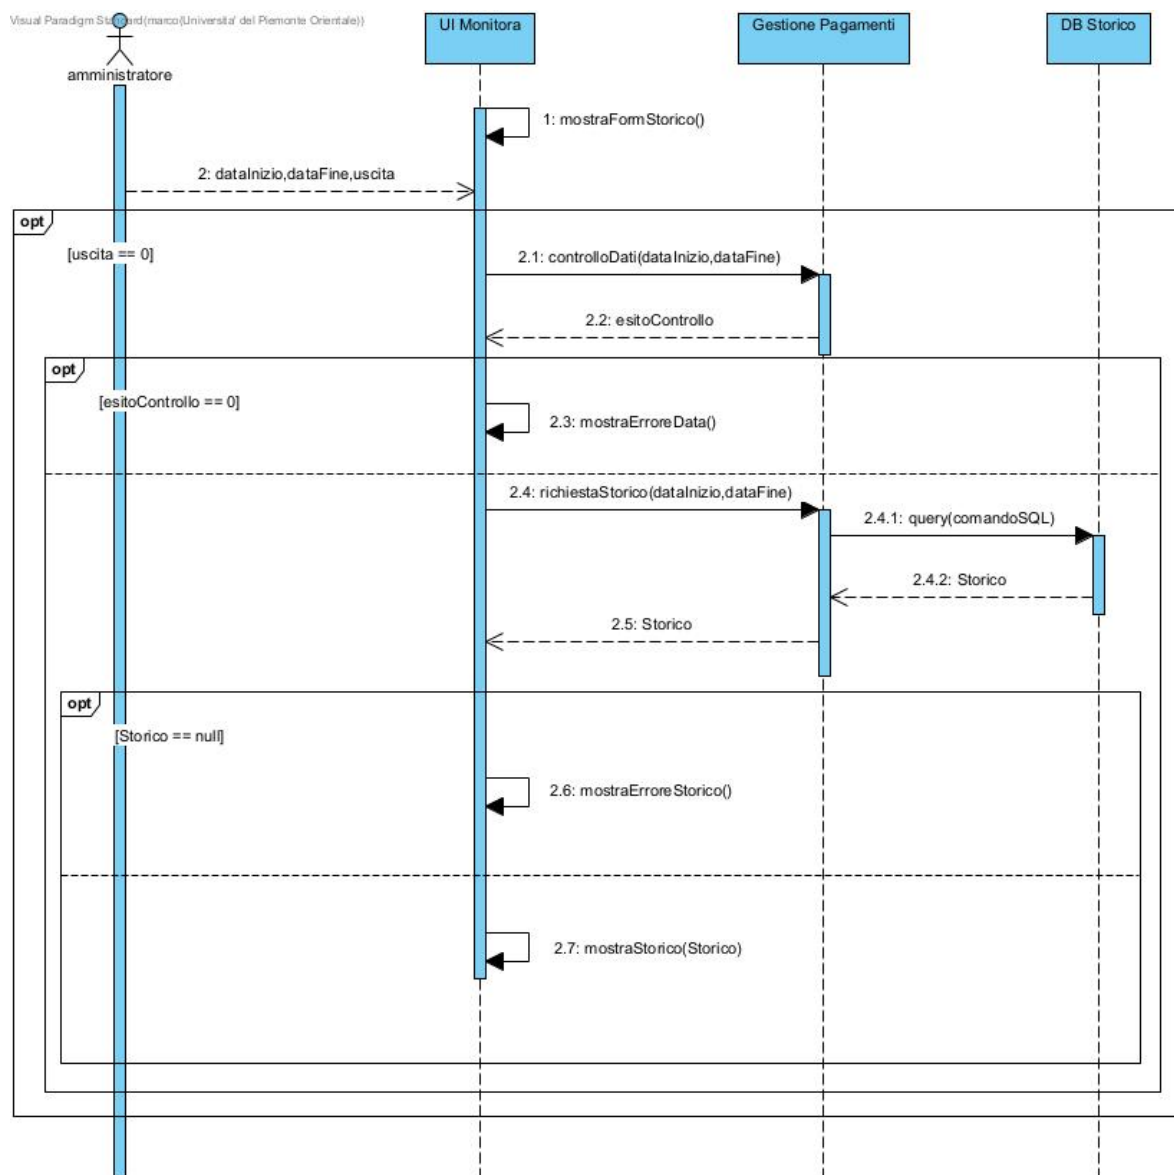 Visual Paradigm Standard(marco(Universita' del Piemonte Orientale))
amministratore
UI Monitora
Gestione Pagamenti
DB Storico
1: mostraFormStorico()
2: dataInizio,dataFine,uscita
opt
[uscita == 0]
2.1: controlloDati(dataInizio,dataFine)
2.2: esitoControllo
opt
[esitoControllo == 0]
2.3: mostraErroreData()
2.4: richiestaStorico(dataInizio,dataFine)
2.4.1: query(comandoSQL)
2.4.2: Storico
2.5: Storico
opt
[Storico == null]
2.6: mostraErroreStorico()
2.7: mostraStorico(Storico)